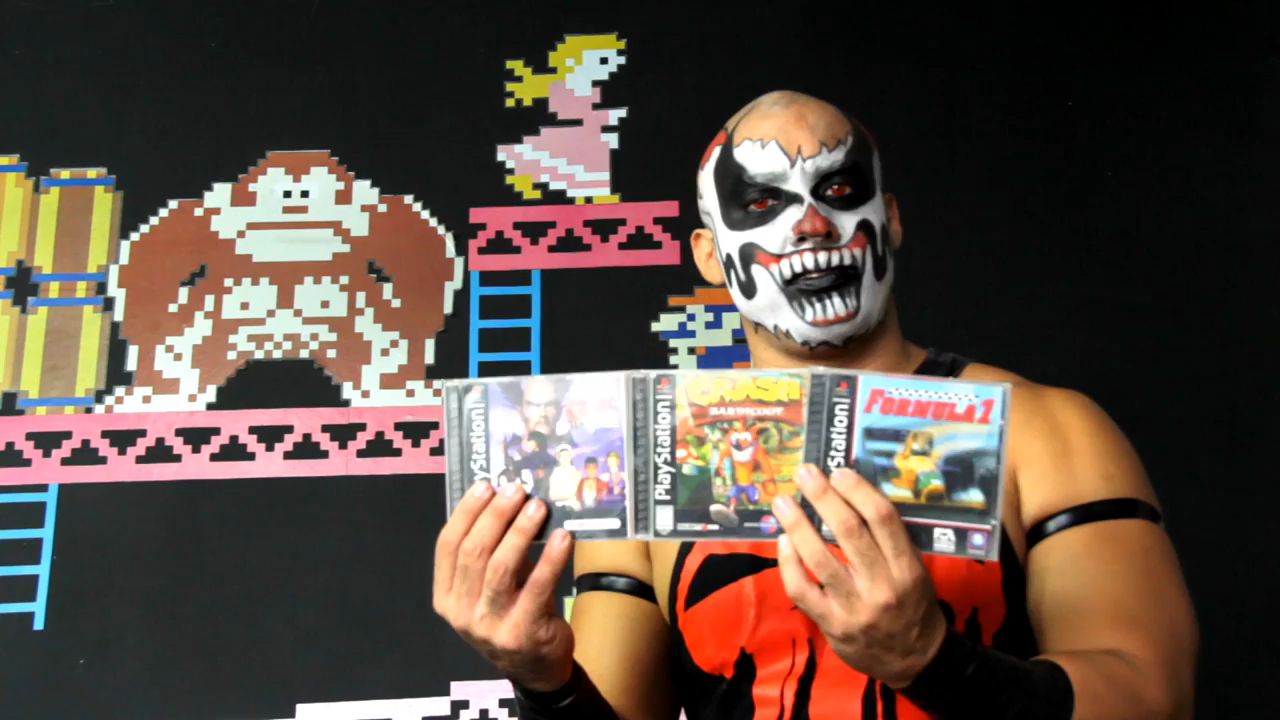 PlayStation
CRASH
BANDICOOT
PlayStation
FORMULA 1
PlayStation